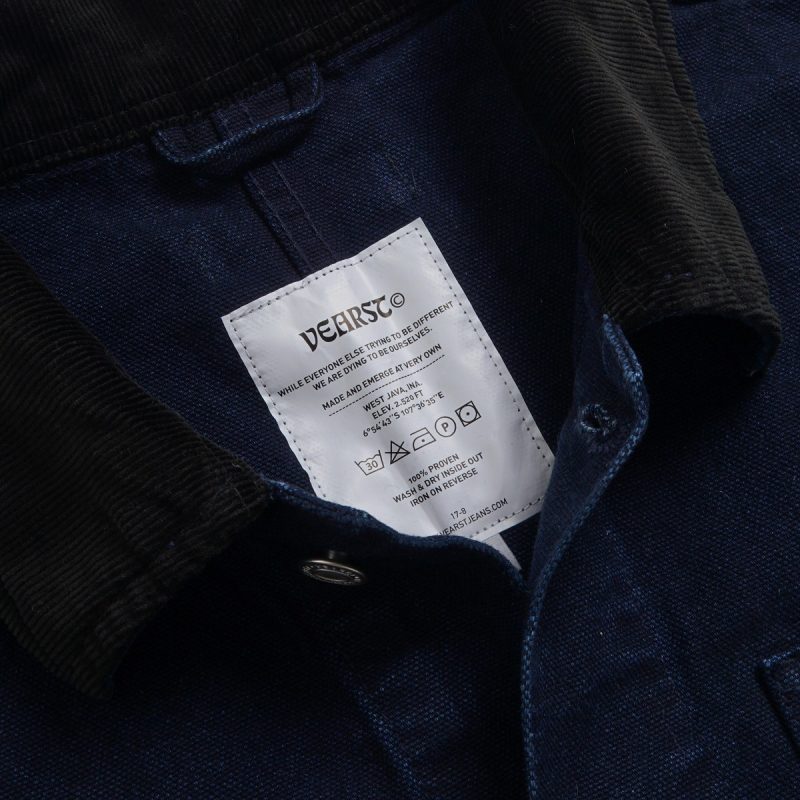 VEARST©
WHILE EVERYONE ELSE TRYING TO BE DIFFERENT
WE ARE DYING TO BE OURSELVES.
MADE AND EMERGE AT VERY OWN
WEST JAVA, INA.
ELEV. 2.520 FT
6°54'43"S 107°36'35"E
30 P
100% PROVEN
WASH & DRY INSIDE OUT
IRON ON REVERSE
17-8
VEARSTJEANS.COM